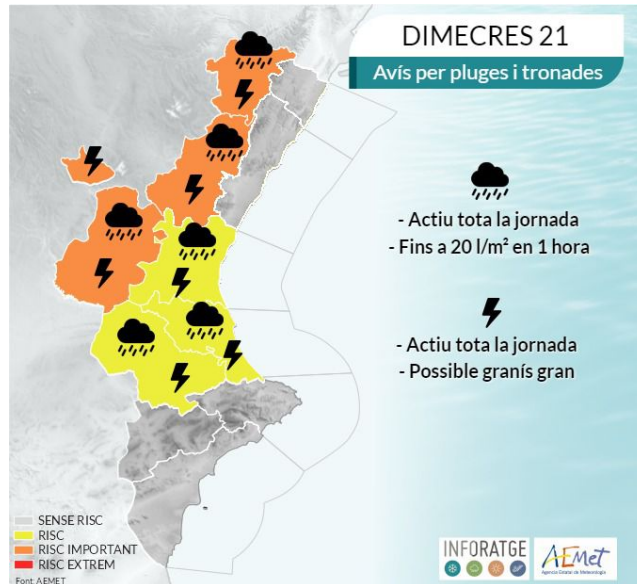 DIMECRES 21
Avís per pluges i tronades
- Actiu tota la jornada
- Fins a 20 l/m² en 1 hora
- Actiu tota la jornada
- Possible granís gran
SENSE RISC
RISC
RISC IMPORTANT
RISC EXTREM
Font: AEMET
INFORATGE
AEMet
Agencia Estatal de Meteorología